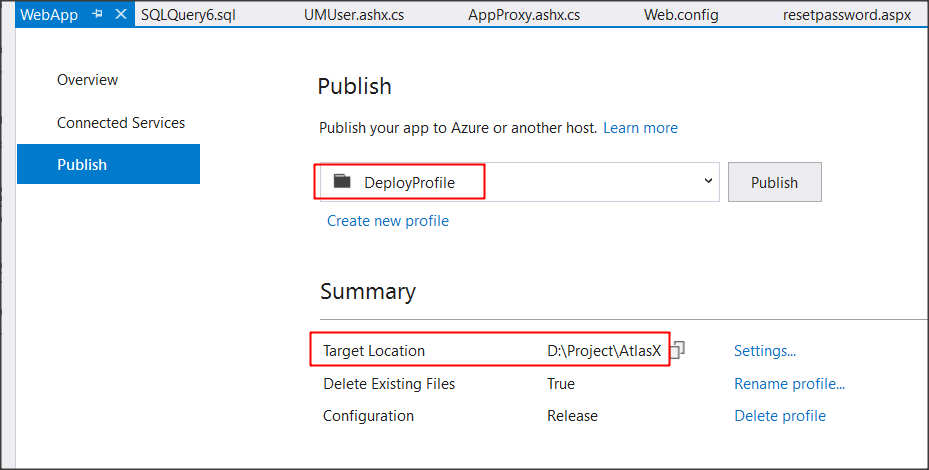 WebApp SQLQuery6.sql UMUser.ashx.cs AppProxy.ashx.cs Web.config resetpassword.aspx
Overview
Connected Services
Publish
Publish
Publish your app to Azure or another host. Learn more
DeployProfile Publish
Create new profile
Summary
Target Location D:\Project\AtlasX Settings...
Delete Existing Files True Rename profile...
Configuration Release Delete profile